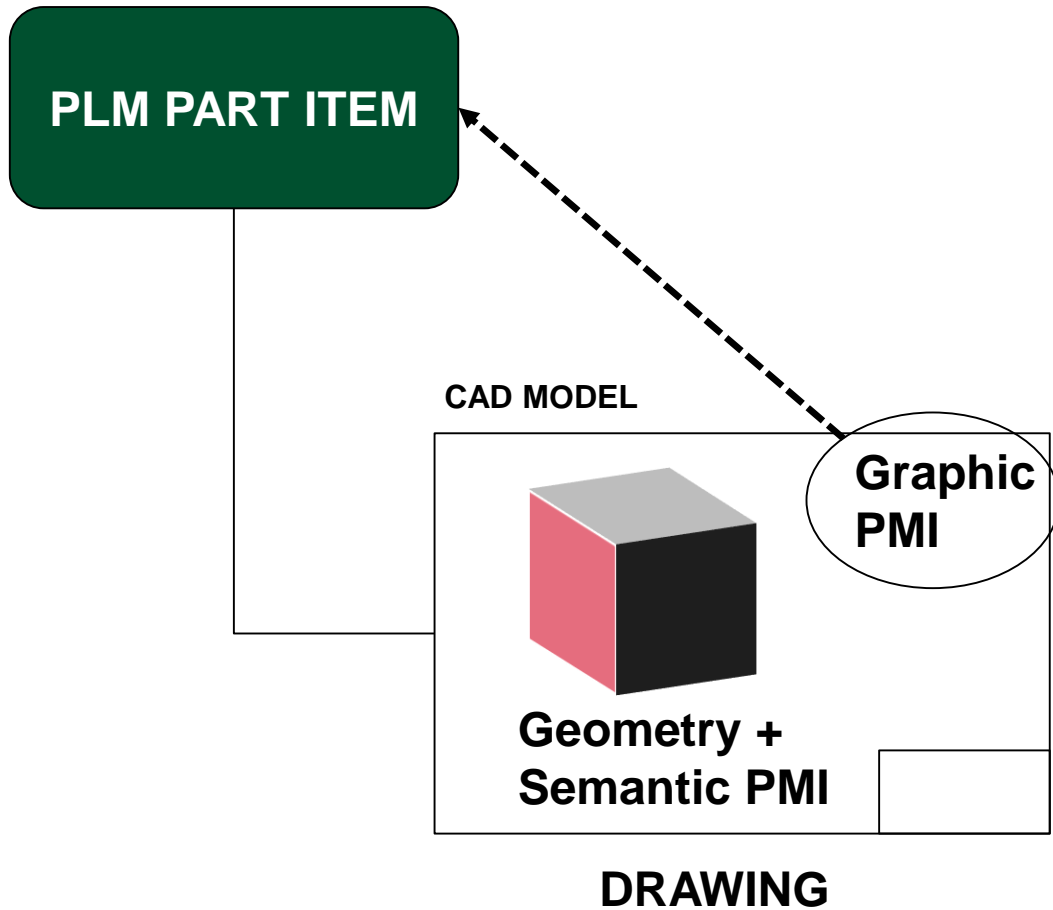 PLM PART ITEM
CAD MODEL
Graphic
PMI
Geometry +
Semantic PMI
DRAWING